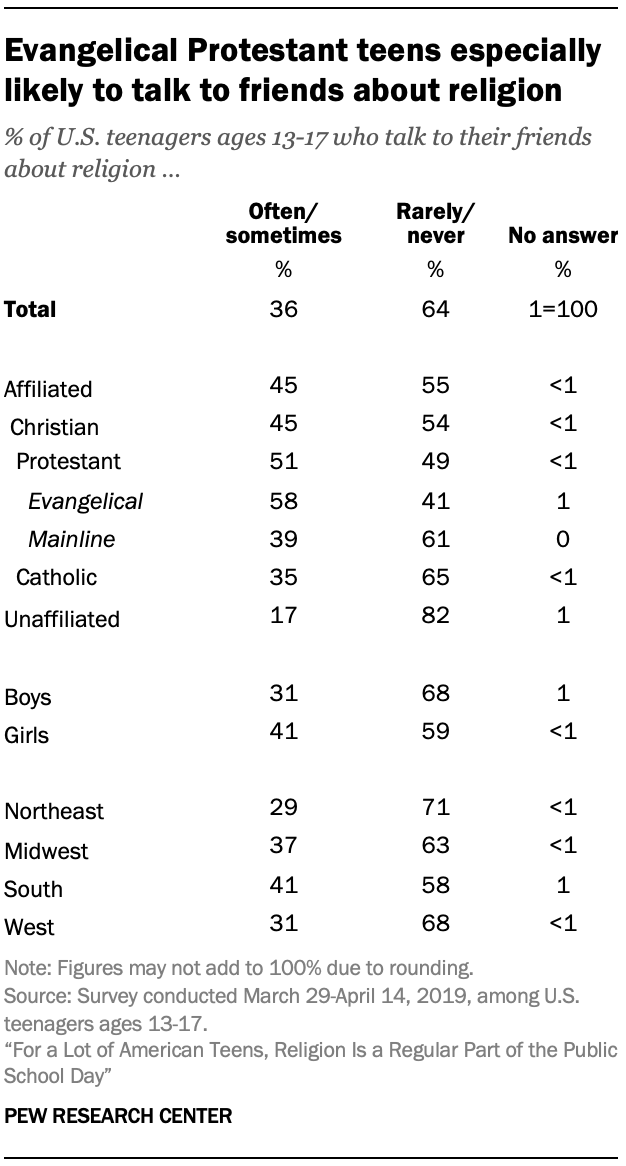 Evangelical Protestant teens especially
likely to talk to friends about religion
% of U.S. teenagers ages 13-17 who talk to their friends
about religion ...
Often/ Rarely/
sometimes never No answer
% % %
Total 36 64 1=100
Affiliated 45 55 <1
Christian 45 54 <1
Protestant 51 49 <1
Evangelical 58 41 1
Mainline 39 61 0
Catholic 35 65 <1
Unaffiliated 17 82 1
Boys 31 68 1
Girls 41 59 <1
Northeast 29 71 <1
Midwest 37 63 <1
South 41 58 1
West 31 68 <1
Note: Figures may not add to 100% due to rounding.
Source: Survey conducted March 29-April 14, 2019, among U.S.
teenagers ages 13-17.
“For a Lot of American Teens, Religion Is a Regular Part of the Public
School Day”
PEW RESEARCH CENTER